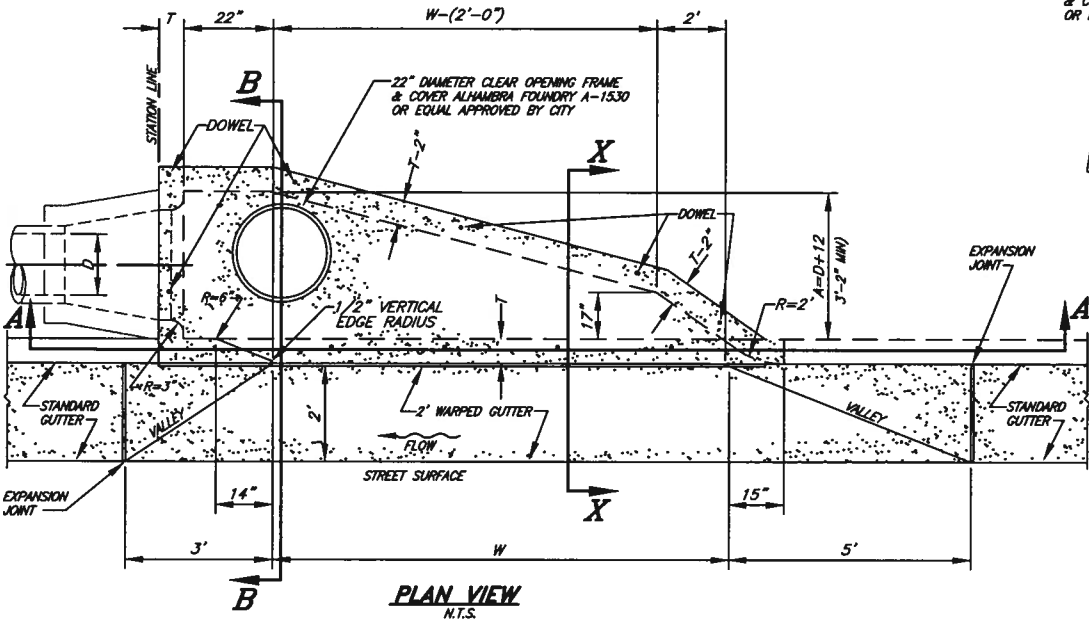 T
22"
W-(2'-0")
2'
OR
STATION LINE
B
22" DIAMETER CLEAR OPENING FRAME
& COVER ALHAMBRA FOUNDRY A-1530
OR EQUAL APPROVED BY CITY
DOWEL
T-2"
X
DOWEL
T-2"
A=D+12
3'-2" MIN)
EXPANSION
JOINT
D
R=6"
1/2" VERTICAL
EDGE RADIUS
T
17"
R=2'
A
A
R=3"
STANDARD
GUTTER
VALLEY
2'
2' WARPED GUTTER
FLOW
VALLEY
STANDARD
GUTTER
STREET SURFACE
EXPANSION
JOINT
14"
X
15"
3'
W
5'
B
PLAN VIEW
N.T.S.